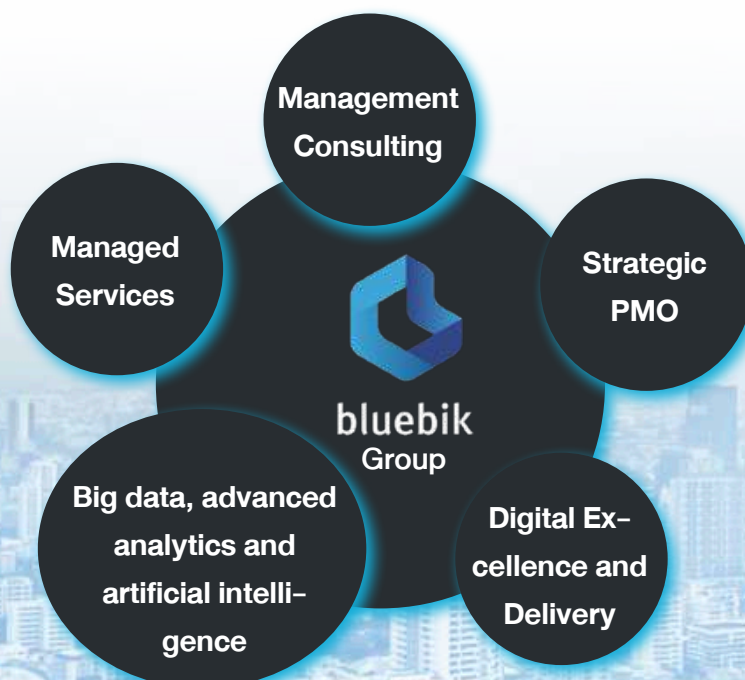 Management
Consulting
Managed
Services
Strategic
PMO
bluebik
Group
Big data, advanced
analytics and
artificial intelli-
gence
Digital Ex-
cellence and
Delivery